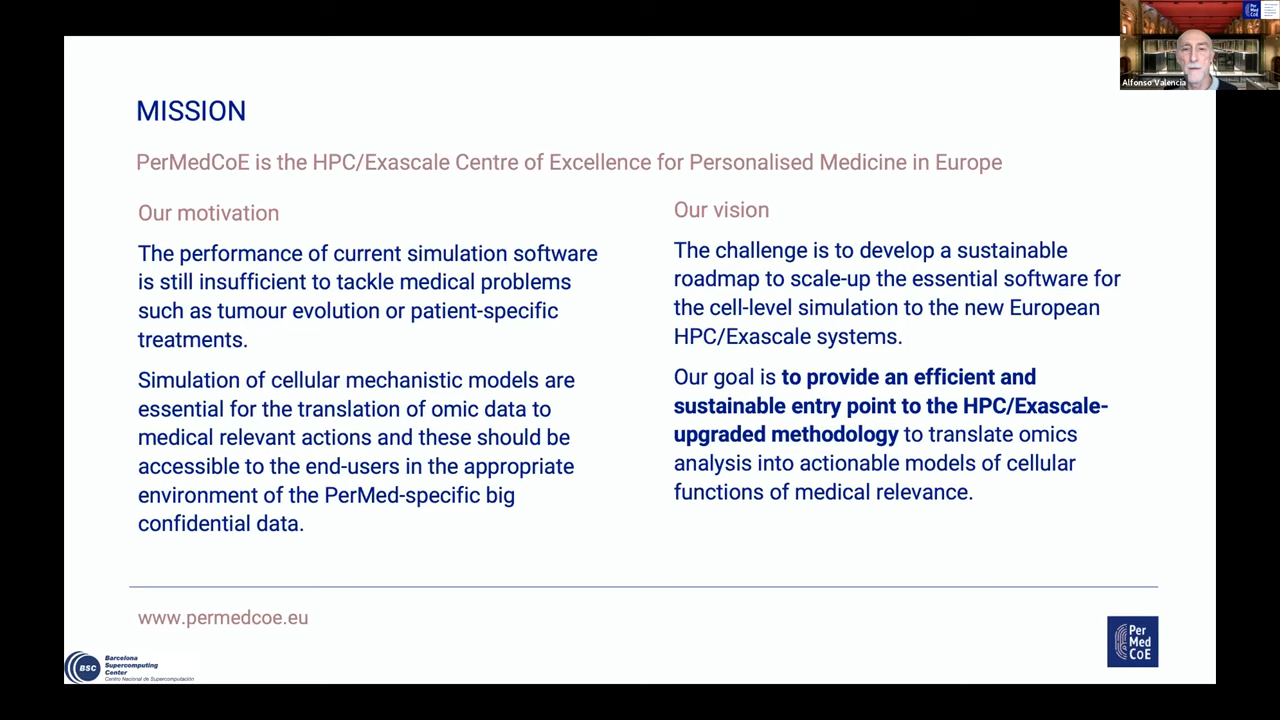 Per
Med
CoE
Alfonso Valencia
MISSION
PerMedCoE is the HPC/Exascale Centre of Excellence for Personalised Medicine in Europe
Our motivation
The performance of current simulation software
is still insufficient to tackle medical problems
such as tumour evolution or patient-specific
treatments.
Simulation of cellular mechanistic models are
essential for the translation of omic data to
medical relevant actions and these should be
accessible to the end-users in the appropriate
environment of the PerMed-specific big
confidential data.
Our vision
The challenge is to develop a sustainable
roadmap to scale-up the essential software for
the cell-level simulation to the new European
HPC/Exascale systems.
Our goal is to provide an efficient and
sustainable entry point to the HPC/Exascale-
upgraded methodology to translate omics
analysis into actionable models of cellular
functions of medical relevance.
www.permedcoe.eu
Per
Med
CoE
BSC
Barcelona
Supercomputing
Center
Centro Nacional de Supercomputación